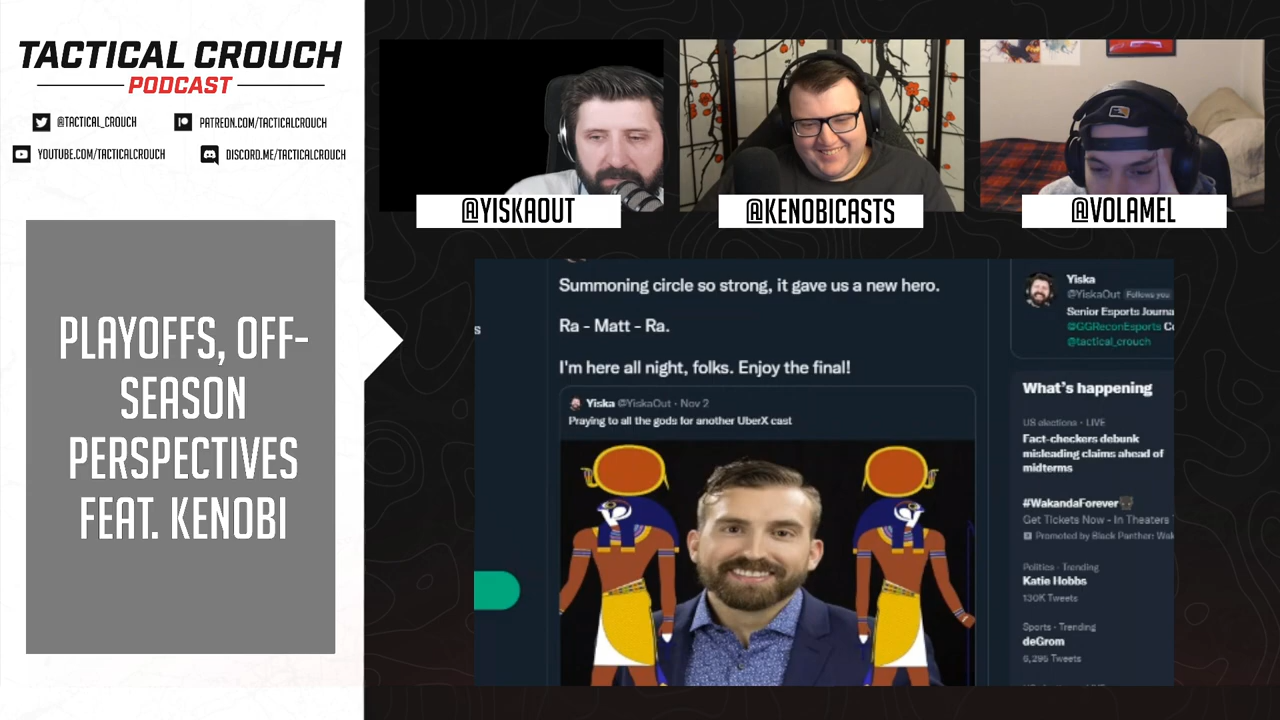 TACTICAL CROUCH
PODCAST
@TACTICAL_CROUCH
PATREON.COM/TACTICALCROUCH
YOUTUBE.COM/TACTICALCROUCH
DISCORD.ME/TACTICALCROUCH
PLAYOFFS, OFF-
SEASON
PERSPECTIVES
FEAT. KENOBI
@YISKAOUT
@KENOBICASTS
@VOLAMEL
s
Summoning circle so strong, it gave us a new hero.
Ra - Matt - Ra.
I'm here all night, folks. Enjoy the final!
Yiska @YiskaOut · Nov 2
Praying to all the gods for another UberX cast
Yiska
@YiskaOut Follows you
Senior Esports Journa
@GGReconEsports Co
@tactical_crouch
What's happening
US elections · LIVE
Fact-checkers debunk
misleading claims ahead of
midterms
#WakandaForever
Get Tickets Now - In Theaters
Promoted by Black Panther: Wak
Politics · Trending
Katie Hobbs
130K Tweets
Sports · Trending
deGrom
6,295 Tweets